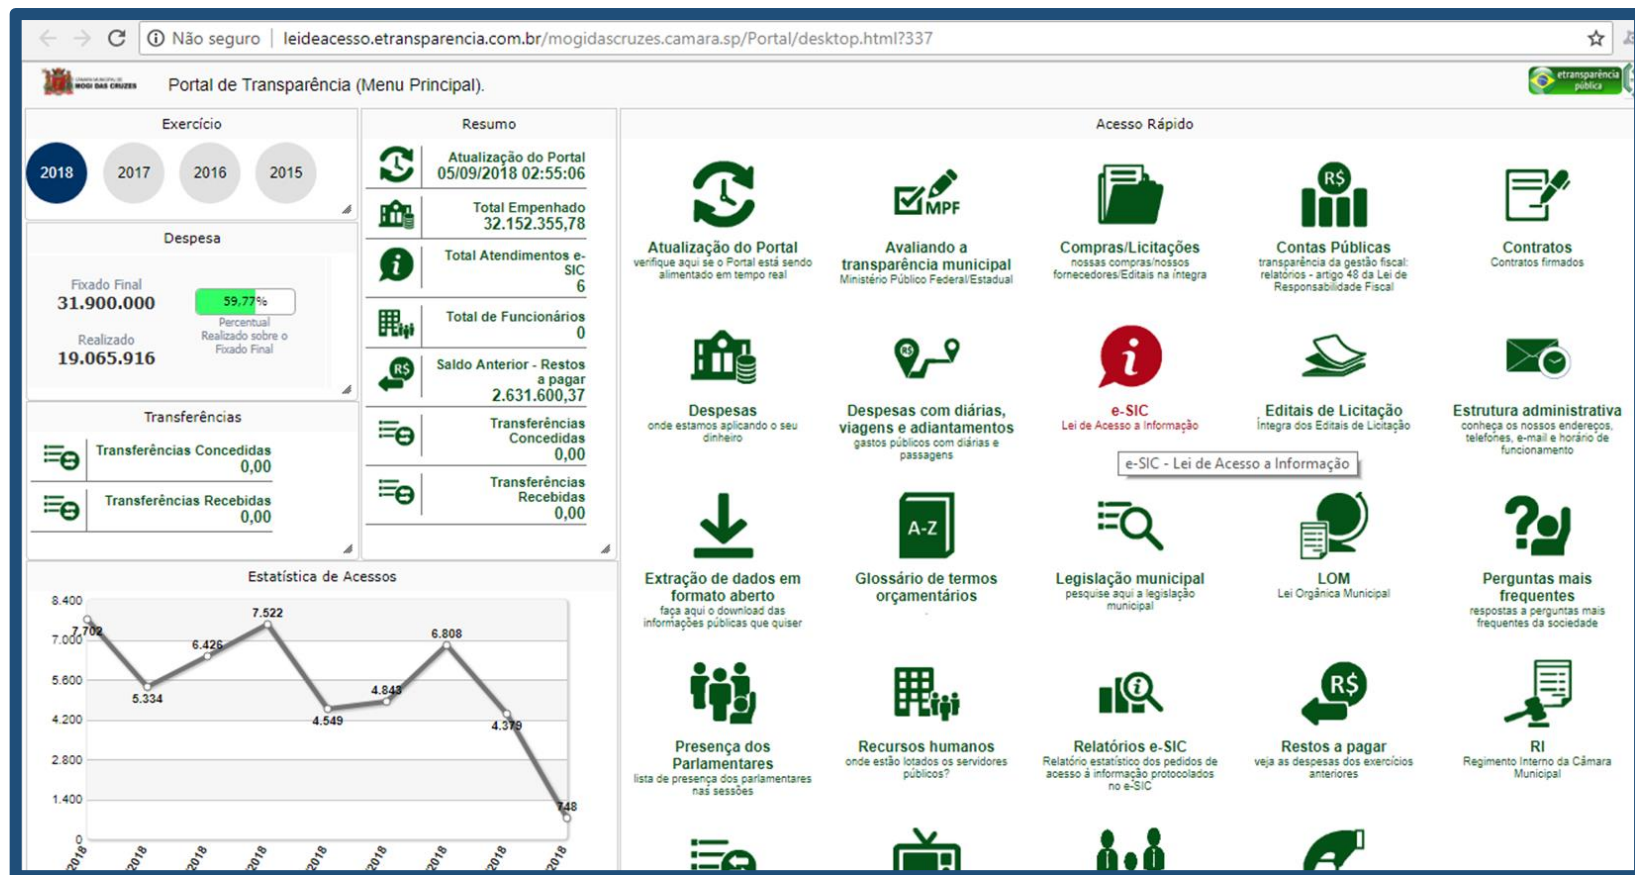 Não seguro | leideacesso.etransparencia.com.br/mogidascruzes.camara.sp/Portal/desktop.html?337
MOGI DAS CRUZES
Portal de Transparência (Menu Principal).
etransparência
pública
Exercício
2018
2017
2016
2015
Despesa
Fixado Final
31.900.000
Realizado
19.065.916
59,77%
Percentual
Realizado sobre o
Fixado Final
Transferências
Transferências Concedidas
0,00
Transferências Recebidas
0,00
Resumo
Atualização do Portal
05/09/2018 02:55:06
Total Empenhado
32.152.355,78
Total Atendimentos e-
SIC
6
Total de Funcionários
0
R$
Saldo Anterior - Restos
a pagar
2.631.600,37
Transferências
Concedidas
0,00
Transferências
Recebidas
0,00
Estatística de Acessos
8.400
7.000
5.600
4.200
2.800
1.400
0
7.702
5.334
6.426
7.522
4.549
4.843
6.808
4.379
748
/2018
/2018
/2018
/2018
/2018
/2018
/2018
/2018
/2018
Acesso Rápido
Atualização do Portal
verifique aqui se o Portal está sendo
alimentado em tempo real
MPF
Avaliando a
transparência municipal
Ministério Público Federal/Estadual
Compras/Licitações
nossas compras/nossos
fornecedores/Editais na íntegra
R$
Contas Públicas
transparência da gestão fiscal:
relatórios - artigo 48 da Lei de
Responsabilidade Fiscal
Contratos
Contratos firmados
Despesas
onde estamos aplicando o seu
dinheiro
R$
Despesas com diárias,
viagens e adiantamentos
gastos públicos com diárias e
passagens
e-SIC
Lei de Acesso a Informação
e-SIC - Lei de Acesso a Informação
Editais de Licitação
Íntegra dos Editais de Licitação
Estrutura administrativa
conheça os nossos endereços,
telefones, e-mail e horário de
funcionamento
Extração de dados em
formato aberto
faça aqui o download das
informações públicas que quiser
A-Z
Glossário de termos
orçamentários
.
Legislação municipal
pesquise aqui a legislação
municipal
LOM
Lei Orgânica Municipal
Perguntas mais
frequentes
respostas a perguntas mais
frequentes da sociedade
Presença dos
Parlamentares
lista de presença dos parlamentares
nas sessões
Recursos humanos
onde estão lotados os servidores
públicos?
Relatórios e-SIC
Relatório estatístico dos pedidos de
acesso á informação protocolados
no e-SIC
R$
Restos a pagar
veja as despesas dos exercícios
anteriores
RI
Regimento Interno da Câmara
Municipal